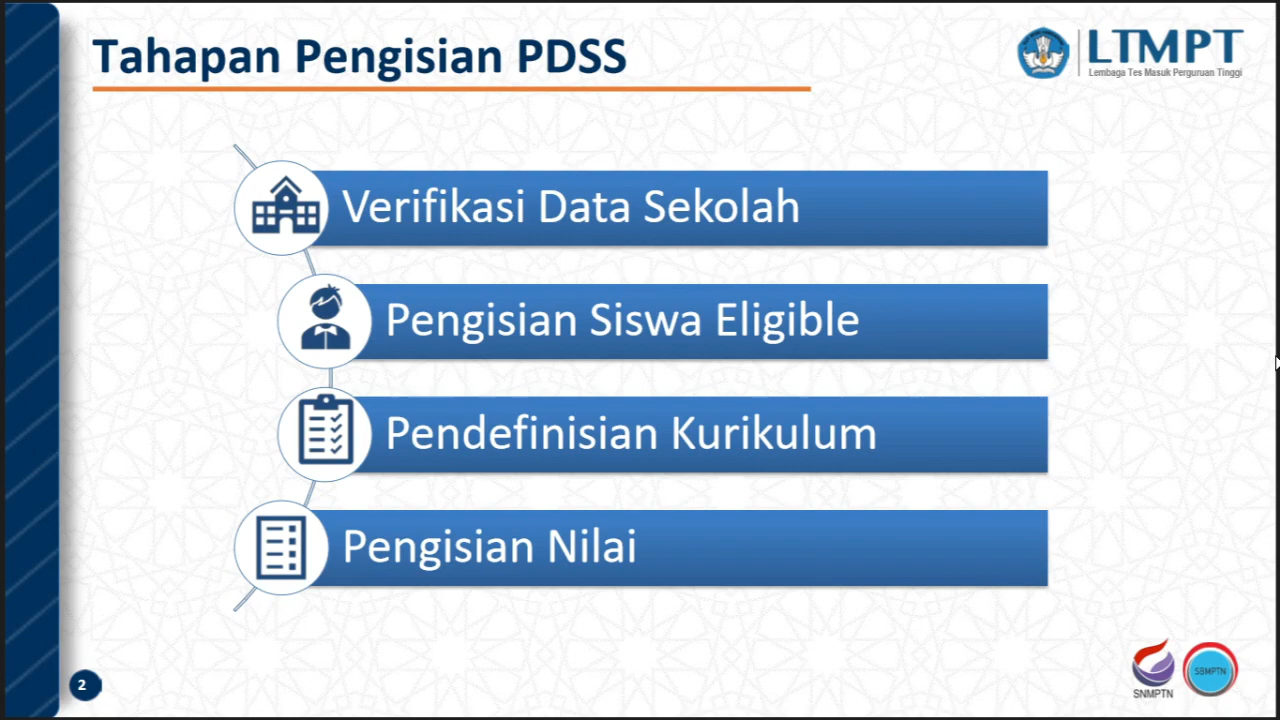 Tahapan Pengisian PDSS
LTMPT
Lembaga Tes Masuk Perguruan Tinggi
Verifikasi Data Sekolah
Pengisian Siswa Eligible
Pendefinisian Kurikulum
Pengisian Nilai
2
SNMPTN
SBMPTN